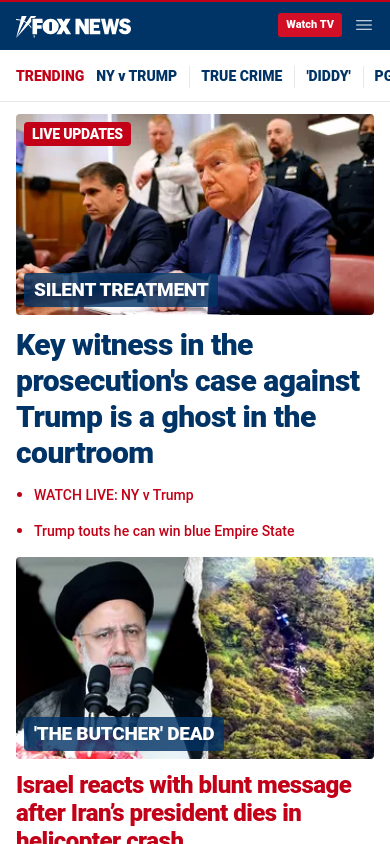 FOX NEWS
Watch TV
TRENDING NY v TRUMP TRUE CRIME 'DIDDY' PG
LIVE UPDATES
SILENT TREATMENT
Key witness in the
prosecution's case against
Trump is a ghost in the
courtroom
WATCH LIVE: NY v Trump
Trump touts he can win blue Empire State
'THE BUTCHER' DEAD
Israel reacts with blunt message
after Iran’s president dies in
helicopter crash